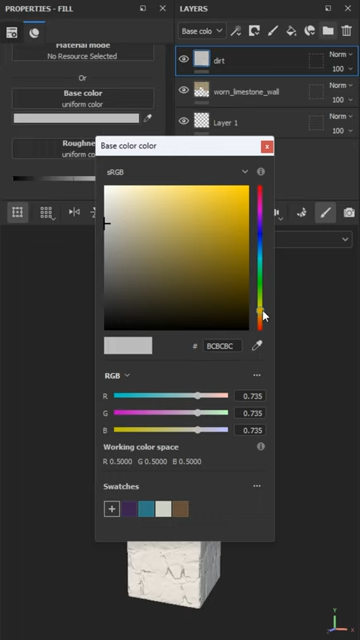 PROPERTIES - FILL
LAYERS
Base colo
Material mode
No Resource Selected
Or
Base color
uniform color
Roughne
uniform co
dirt
Norm
100
worn_limestone_wall
Norm
100
Layer 1
Norm
100
Base color color
sRGB
# BCBCBC
RGB
R 0.735
G 0.735
B 0.735
Working color space
R 0.5000 G 0.5000 B 0.5000
Swatches
+
Y
X